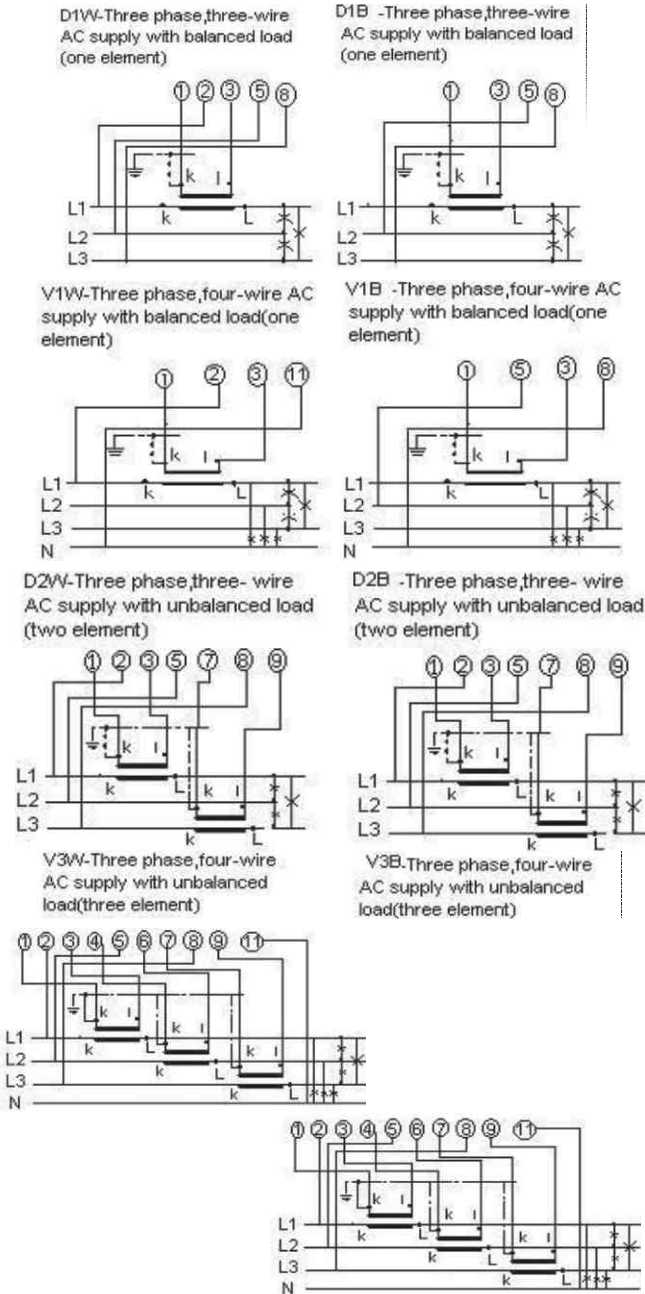 D1W-Three phase,three-wire
AC supply with balanced load
(one element)
① ② ⑤ ③ ⑧
k l
L1
k L
L2
L3
D1B -Three phase,three-wire
AC supply with balanced load
(one element)
① ③ ⑤ ⑧
k l
L1
k L
L2
L3
V1W-Three phase,four-wire AC
supply with balanced load(one
element)
① ② ③ ⑪
k l
L1
k L
L2
L3
N
V1B -Three phase,four-wire AC
supply with balanced load(one
element)
① ⑤ ③ ⑧
k l
L1
k L
L2
L3
N
D2W-Three phase,three- wire
AC supply with unbalanced load
(two element)
① ② ③ ⑤ ⑦ ⑧ ⑨
k l
L1
k L k l
L2
L3
k L
D2B -Three phase,three- wire
AC supply with unbalanced load
(two element)
① ② ③ ⑤ ⑦ ⑧ ⑨
k l
L1
k L k l
L2
L3
k L
V3W-Three phase,four-wire
AC supply with unbalanced
load(three element)
① ② ③ ④ ⑤ ⑥ ⑦ ⑧ ⑨ ⑪
k l
L1
k L k l
L2
k L k l
L3
k L
N
V3B-Three phase,four-wire
AC supply with unbalanced
load(three element)
① ② ③ ④ ⑤ ⑥ ⑦ ⑧ ⑨ ⑪
k l
L1
k L k l
L2
k L k l
L3
k L
N